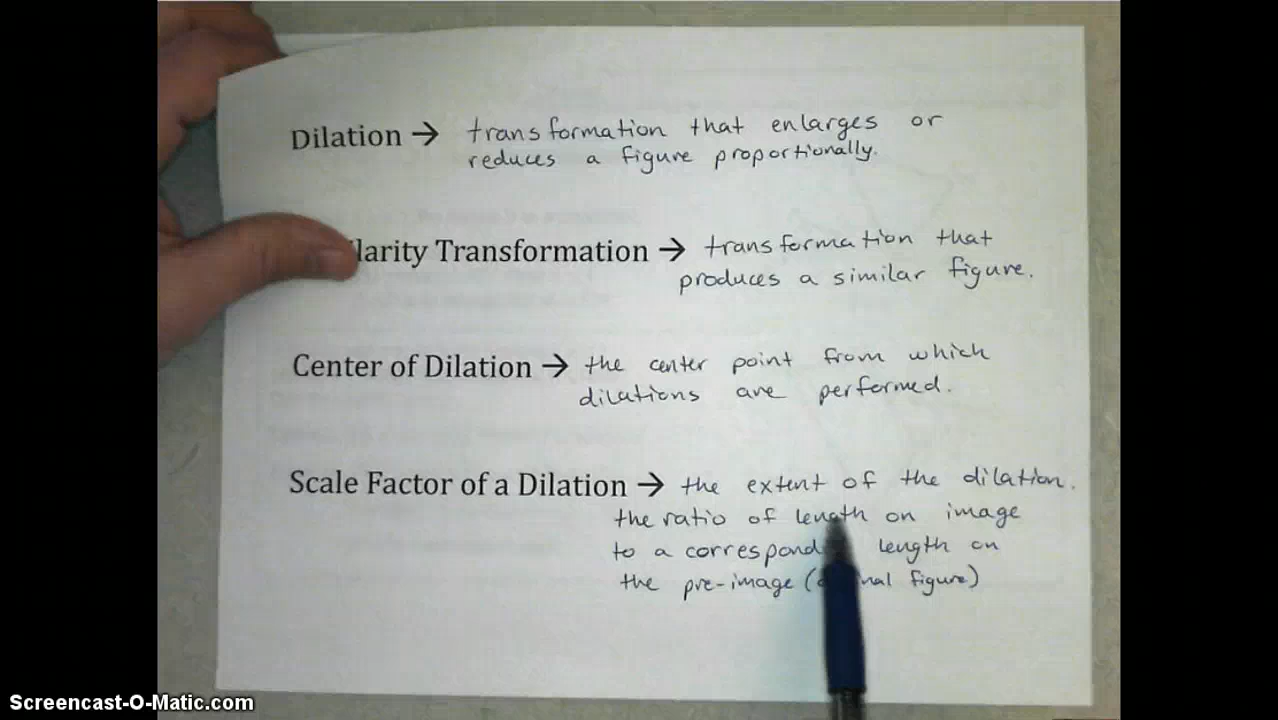 Dilation → transformation that enlarges or
reduces a figure proportionally.
larity Transformation → transformation that
produces a similar figure.
Center of Dilation → the center point from which
dilations are performed.
Scale Factor of a Dilation → the extent of the dilation.
the ratio of length on image
to a correspond length on
the pre-image ( nal figure)
Screencast-O-Matic.com